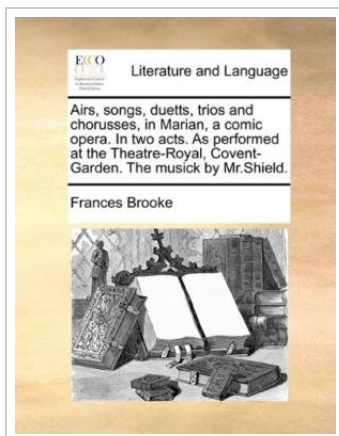 ECCO
Literature and Language
Airs, songs, duetts, trios and
chorusses, in Marian, a comic
opera. In two acts. As performed
at the Theatre-Royal, Covent-
Garden. The musick by Mr.Shield.
Frances Brooke